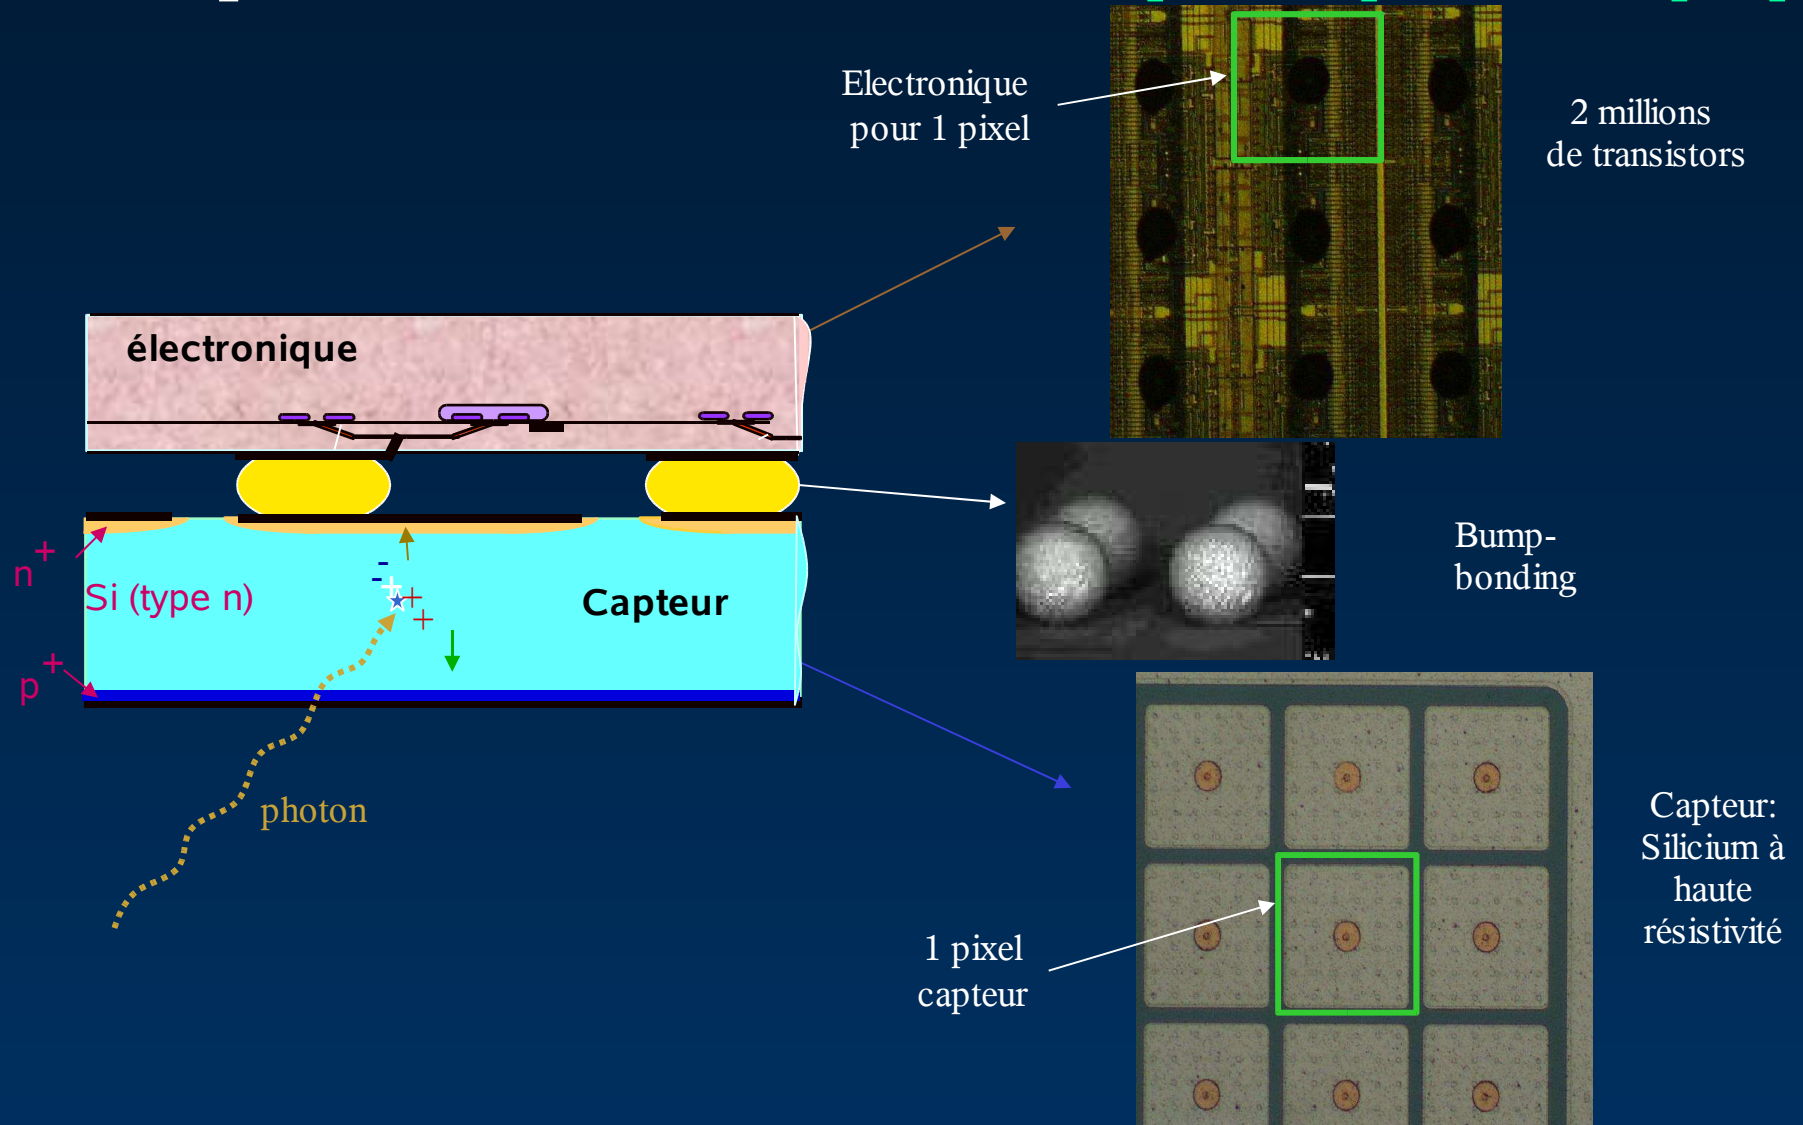 Electronique
pour 1 pixel
2 millions
de transistors
électronique
n+
Si (type n)
Capteur
p+
photon
Bump-
bonding
1 pixel
capteur
Capteur:
Silicium à
haute
résistivité